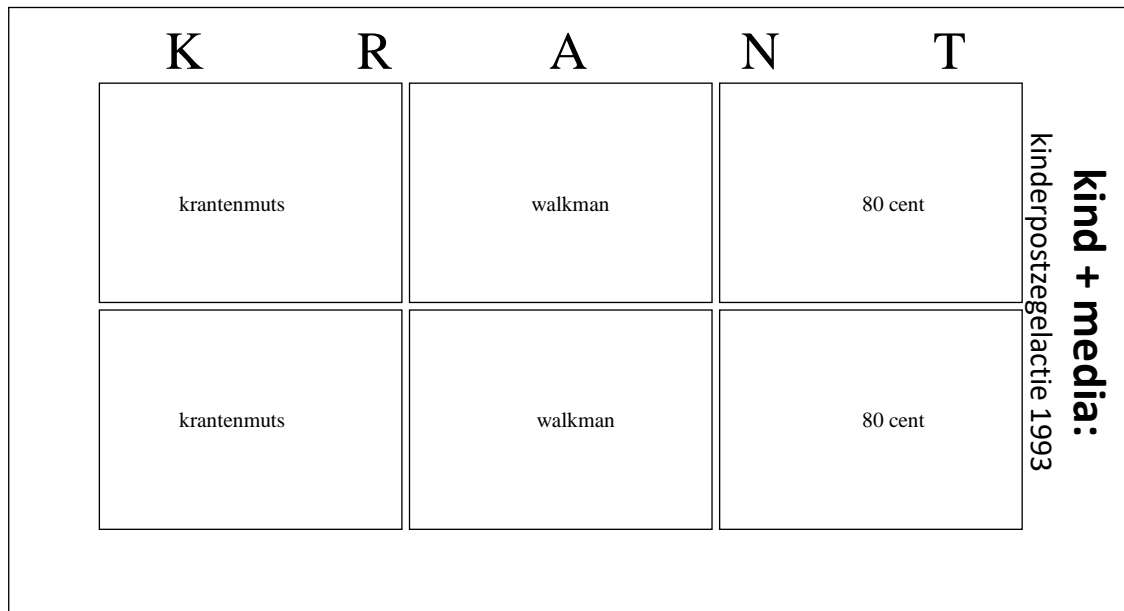 K R A N T
krantenmuts walkman 80 cent
krantenmuts walkman 80 cent
kind + media:
kinderpostzegelactie 1993